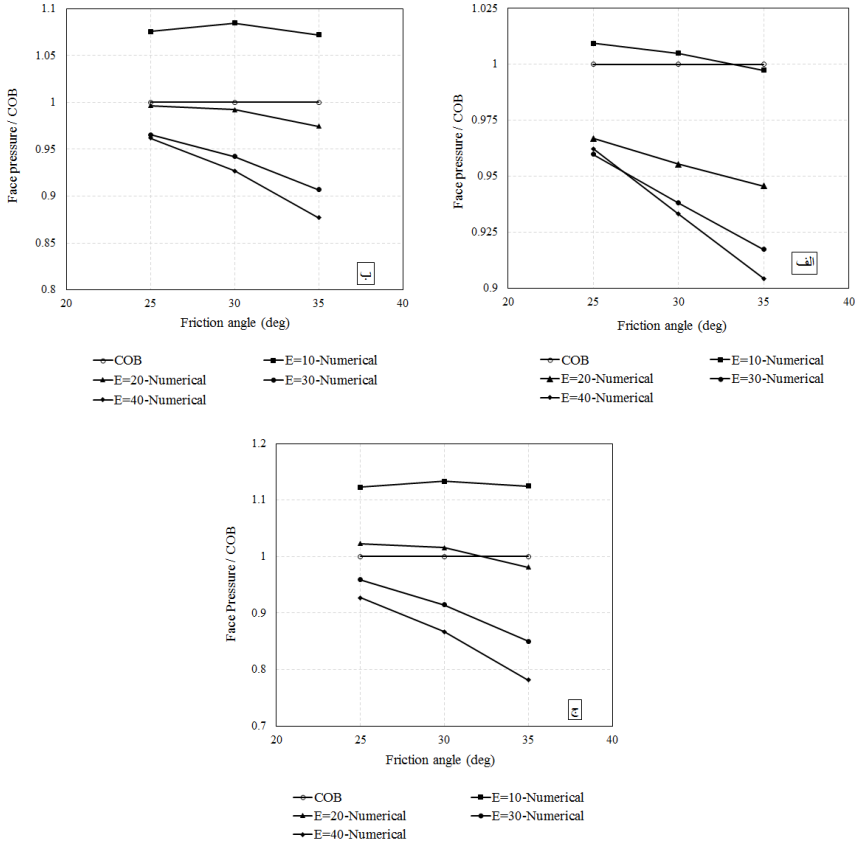 1.1
1.05
1
0.95
0.9
0.85
0.8
Face pressure / COB
20 25 30 35 40
Friction angle (deg)
ب
COB E=10-Numerical
E=20-Numerical E=30-Numerical
E=40-Numerical
1.025
1
0.975
0.95
0.925
0.9
Face pressure / COB
20 25 30 35 40
Friction angle (deg)
الف
COB E=10-Numerical
E=20-Numerical E=30-Numerical
E=40-Numerical
1.2
1.1
1
0.9
0.8
0.7
Face Pressure / COB
20 25 30 35 40
Friction angle (deg)
ج
COB E=10-Numerical
E=20-Numerical E=30-Numerical
E=40-Numerical